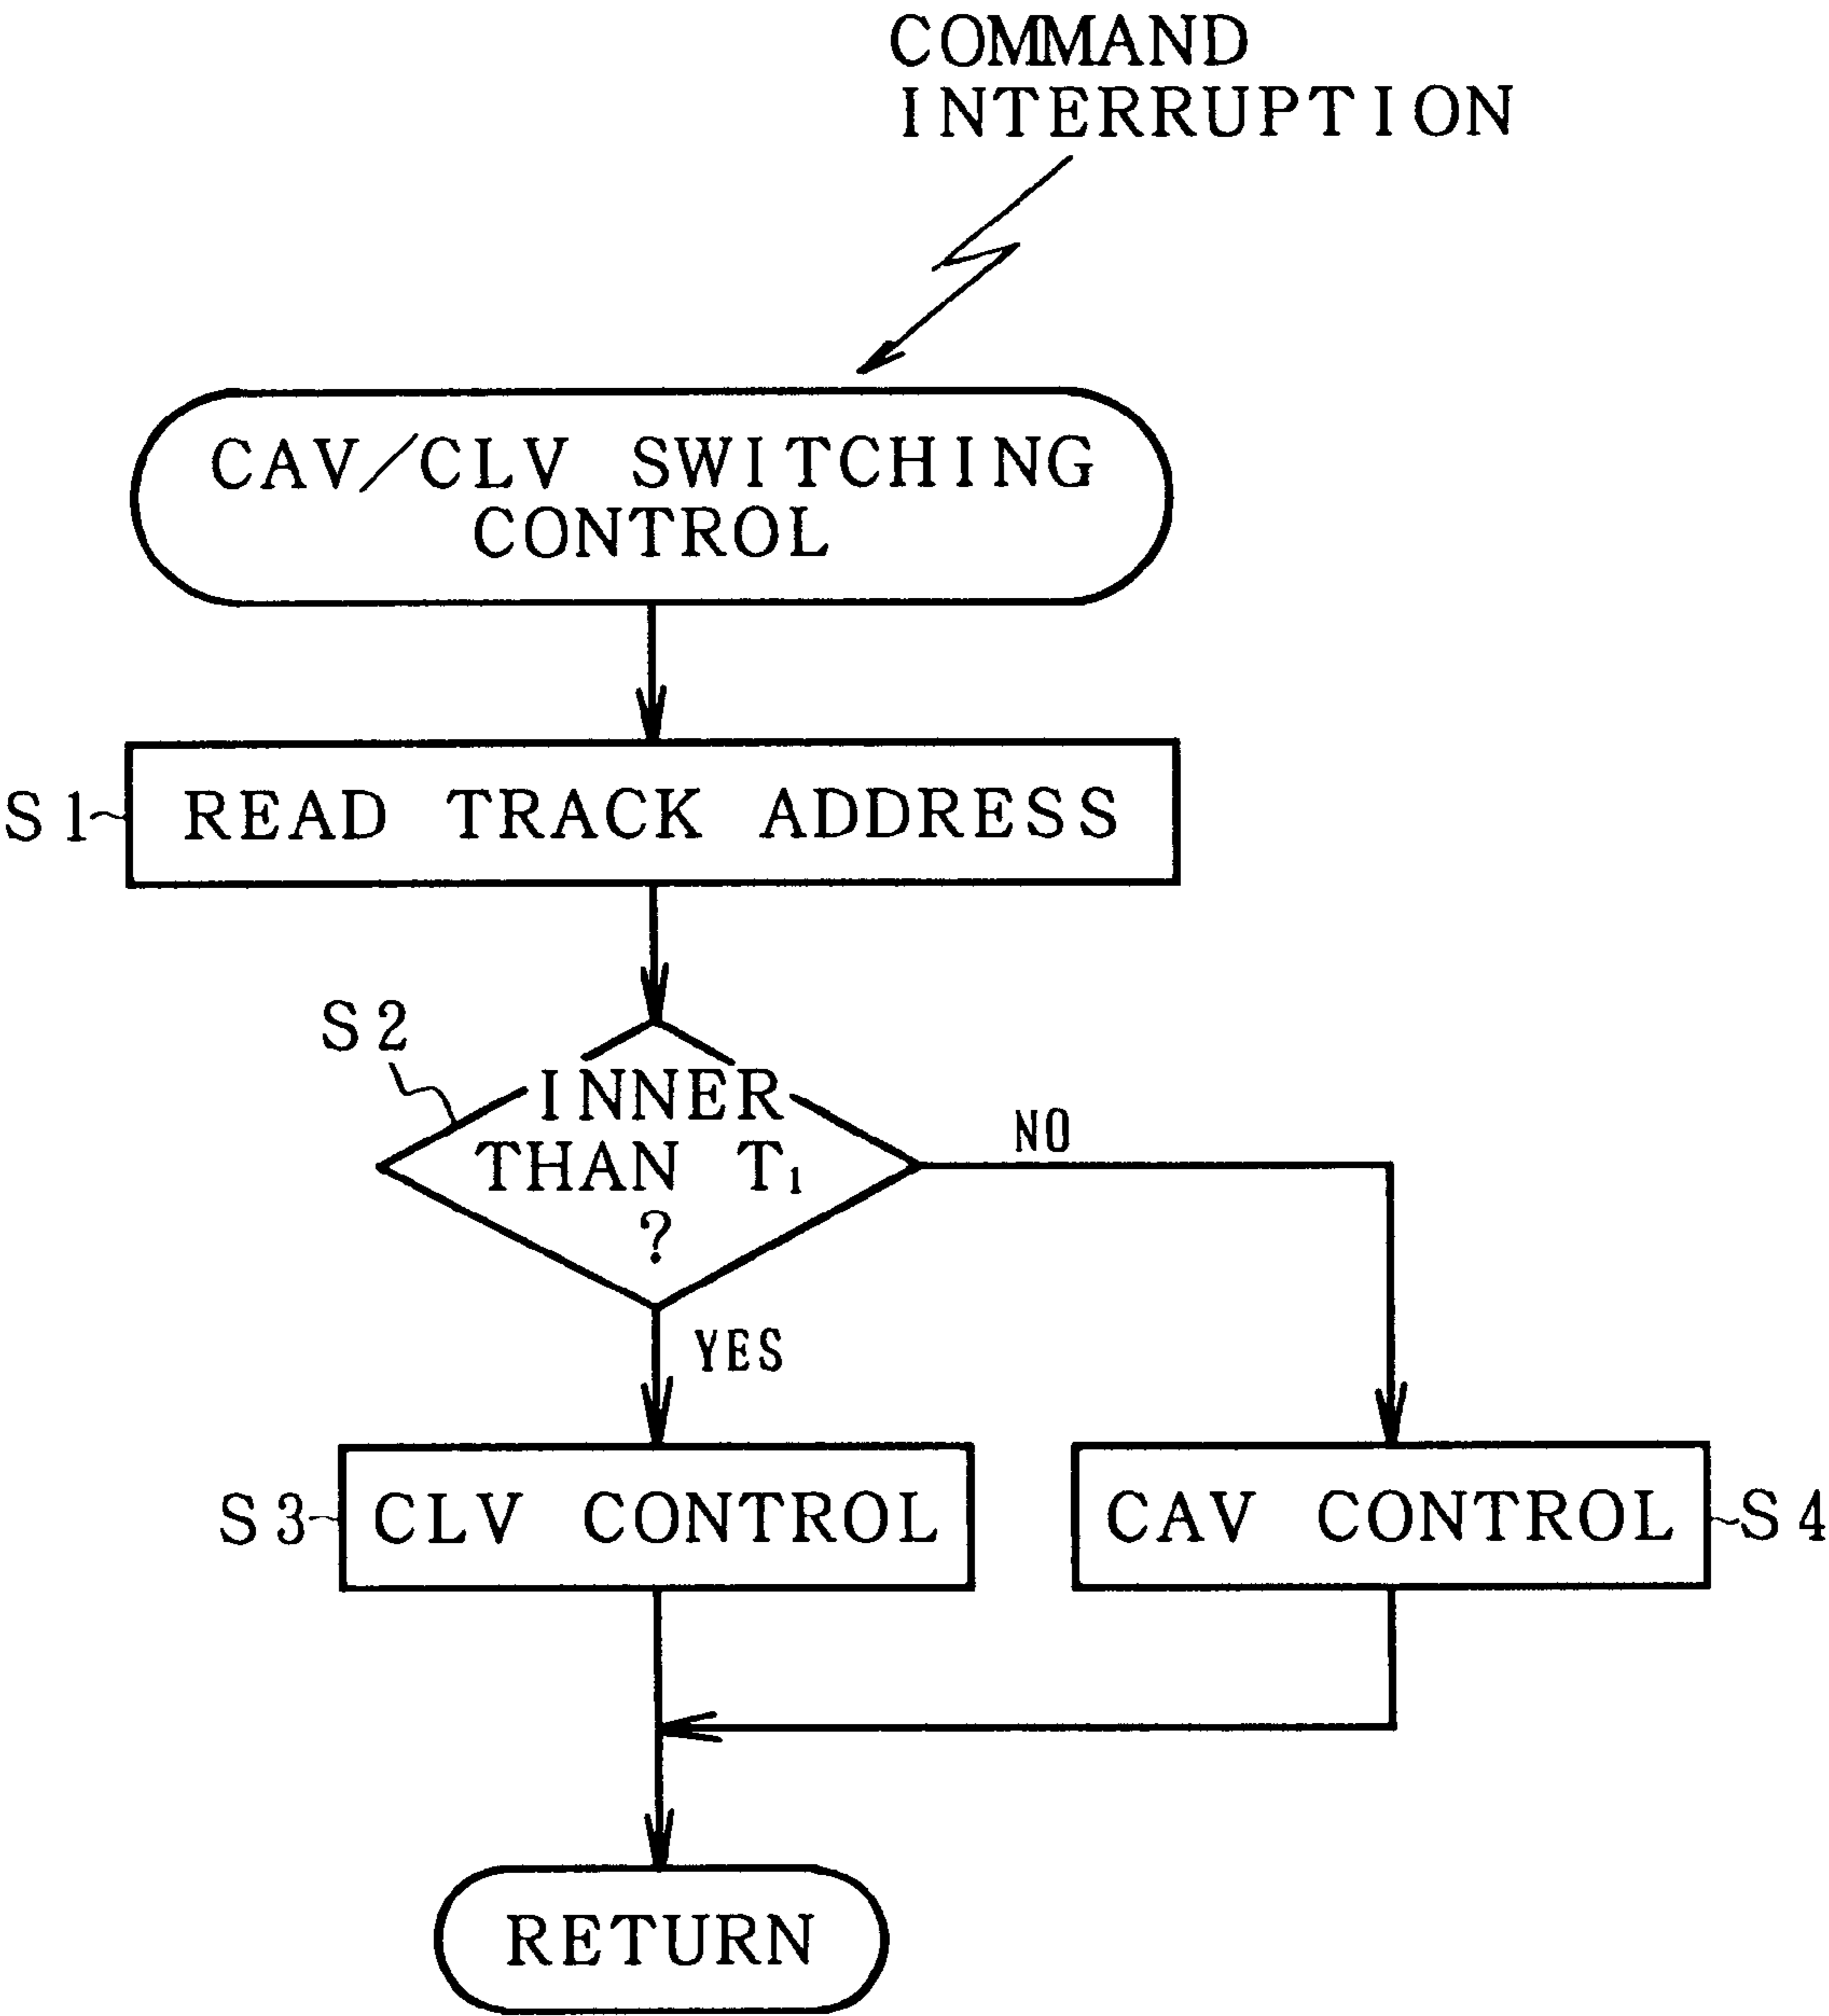 COMMAND
INTERRUPTION
CAV/CLV SWITCHING
CONTROL
S1
READ TRACK ADDRESS
S2
INNER
THAN T₁
?
NO
YES
S3
CLV CONTROL
CAV CONTROL
S4
RETURN